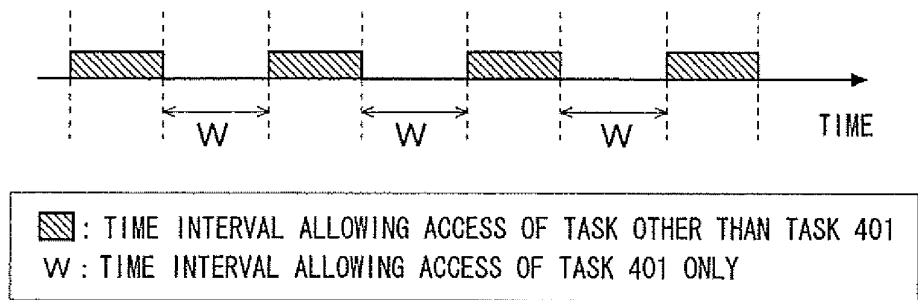 W W W
TIME
: TIME INTERVAL ALLOWING ACCESS OF TASK OTHER THAN TASK 401
W : TIME INTERVAL ALLOWING ACCESS OF TASK 401 ONLY